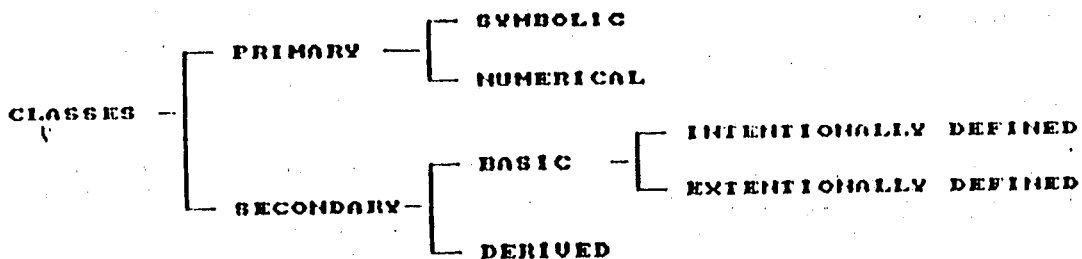 SYMBOLIC
PRIMARY
NUMERICAL
CLASSES
INTENTIONALLY DEFINED
BASIC
EXTENTIONALLY DEFINED
SECONDARY
DERIVED